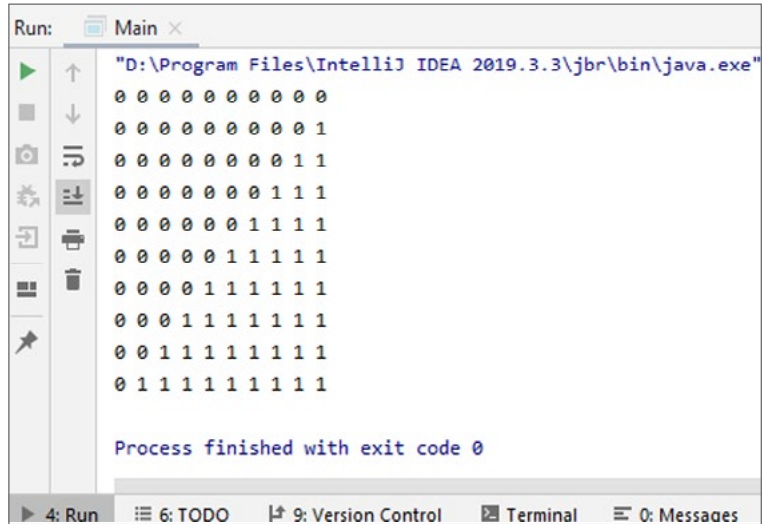 Run: Main
"D:\Program Files\IntelliJ IDEA 2019.3.3\jbr\bin\java.exe"
0 0 0 0 0 0 0 0 0 0
0 0 0 0 0 0 0 0 0 1
0 0 0 0 0 0 0 0 1 1
0 0 0 0 0 0 0 1 1 1
0 0 0 0 0 0 1 1 1 1
0 0 0 0 0 1 1 1 1 1
0 0 0 0 1 1 1 1 1 1
0 0 0 1 1 1 1 1 1 1
0 0 1 1 1 1 1 1 1 1
0 1 1 1 1 1 1 1 1 1
Process finished with exit code 0
4: Run 6: TODO 9: Version Control Terminal 0: Messages